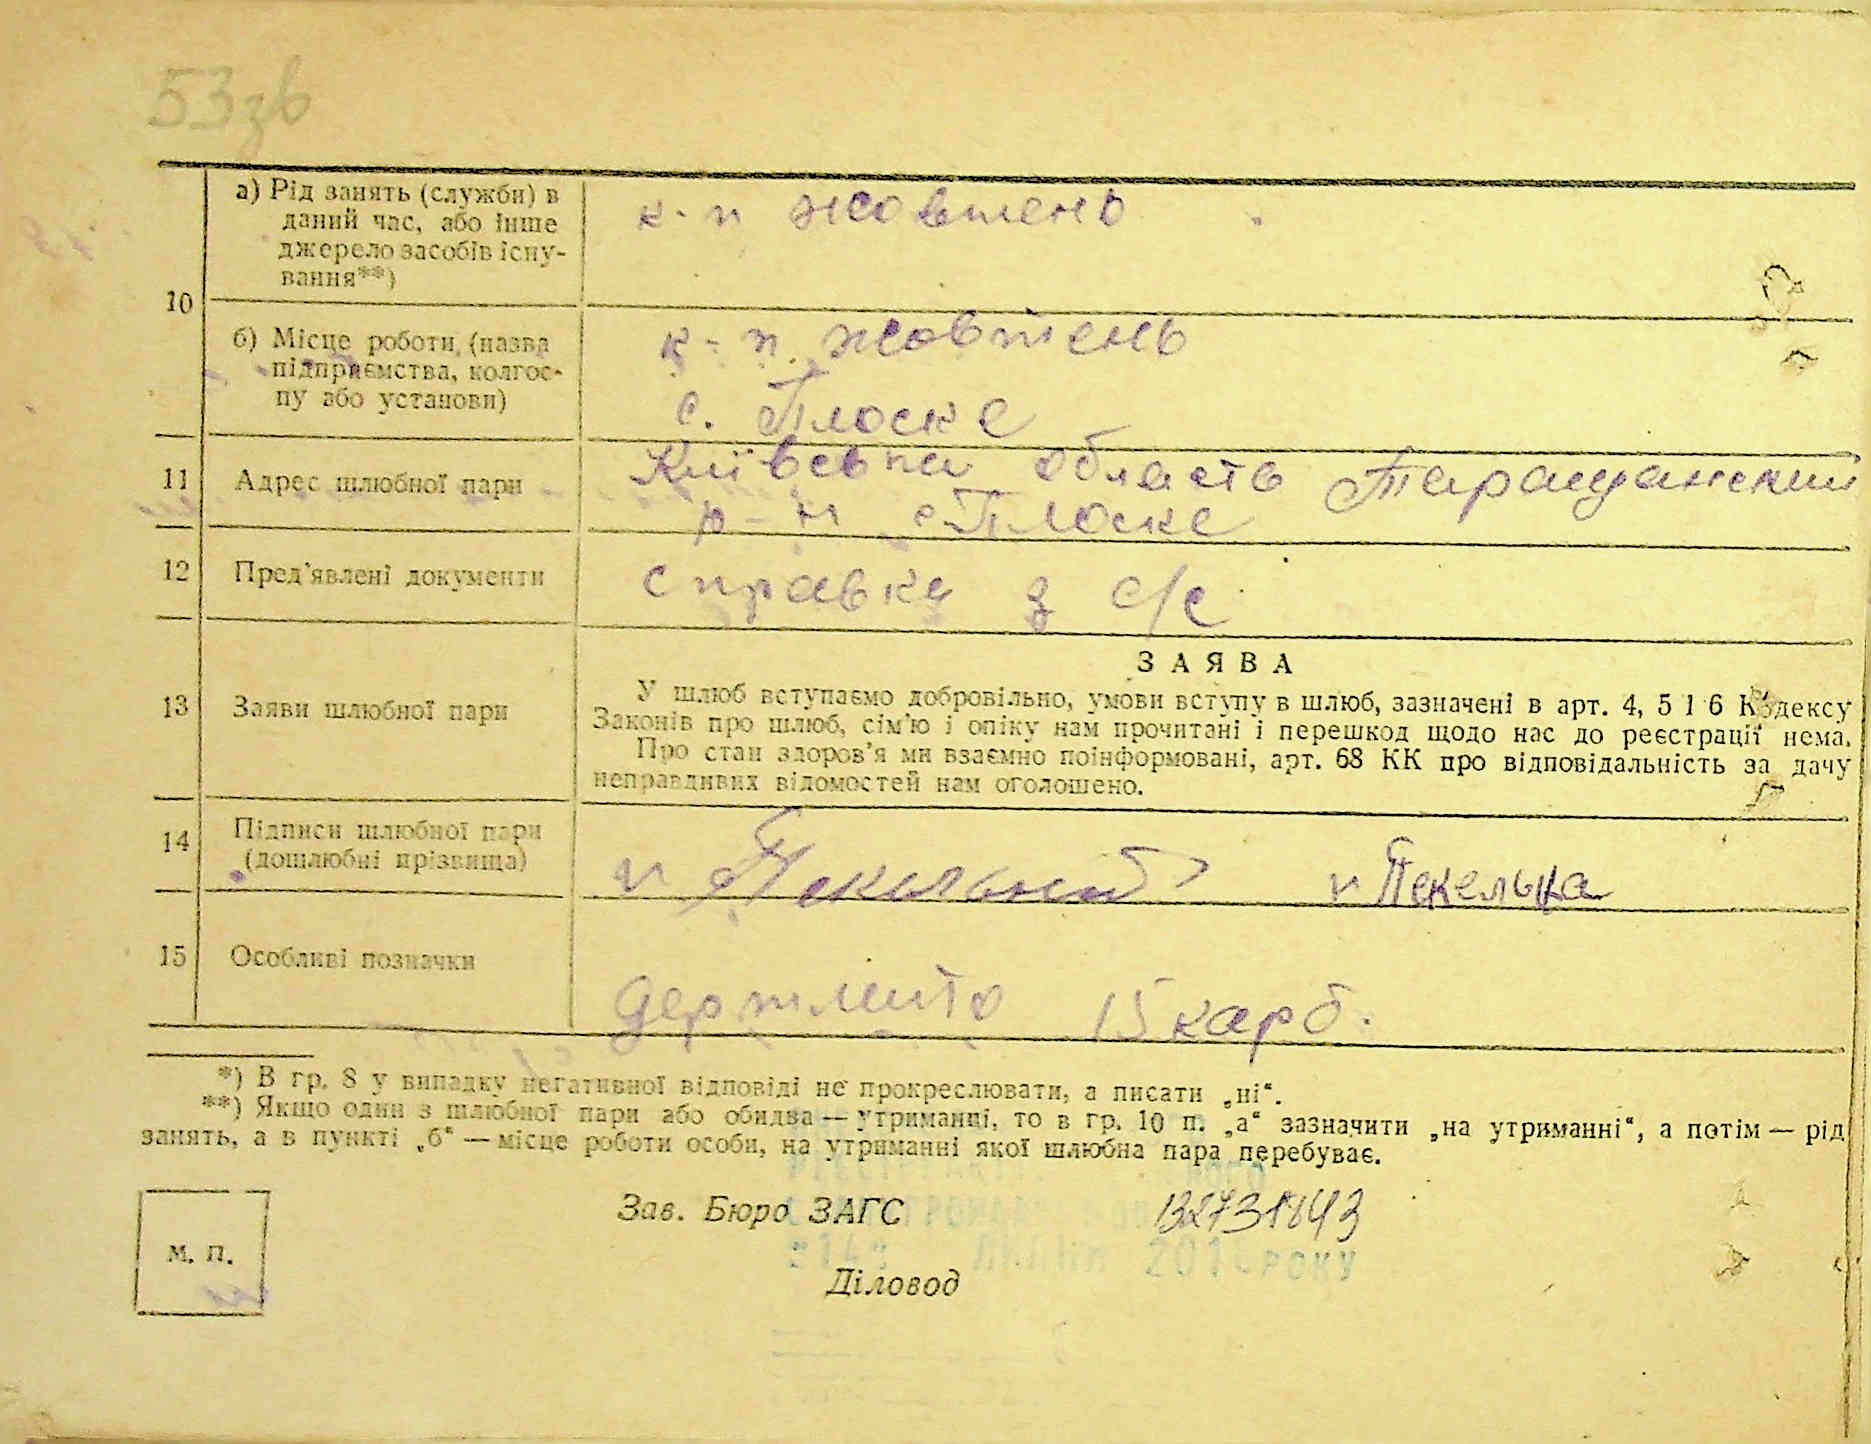 53зв
10
а) Рід занять (служби) в
даний час, або інше
джерело засобів існу-
вання**)
к-п жовтень
б) Місце роботи (назва
підприємства, колгос-
пу або установи)
к-п. жовтень
с. Плоске
11
Адрес шлюбної пари
область Таращанский
р-н с Плоске
12
Пред'явлені документи
справка з с/с
13
Заяви шлюбної пари
ЗАЯВА
У шлюб вступаємо добровільно, умови вступу в шлюб, зазначені в арт. 4, 5 і 6 Кодексу
Законів про шлюб, сім'ю і опіку нам прочитані і перешкод щодо нас до реєстрації нема.
Про стан здоров'я ми взаємно поінформовані, арт. 68 КК про відповідальність за дачу
неправдивих відомостей нам оголошено.
14
Підписи шлюбної пари
(дошлюбні прізвища)
v Пекельний v Пекельна
15
Особливі позначки
держмито 15 карб.
*) В гр. 8 у випадку негативної відповіді не прокреслювати, а писати „ні“.
**) Якщо один з шлюбної пари або обидва — утриманці, то в гр. 10 п. „а“ зазначити „на утриманні“, а потім — рід
занять, а в пункті „б“ — місце роботи особи, на утриманні якої шлюбна пара перебуває.
Зав. Бюро ЗАГС
М. П.
Діловод